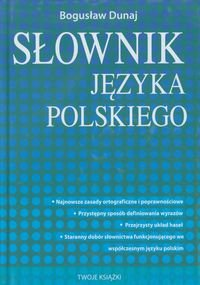 Bogusław Dunaj
SŁOWNIK
JĘZYKA
POLSKIEGO
• Najnowsze zasady ortograficzne i poprawnościowe
• Przystępny sposób definiowania wyrazów
• Przejrzysty układ haseł
• Staranny dobór słownictwa funkcjonującego we
współczesnym języku polskim
TWOJE KSIĄŻKI